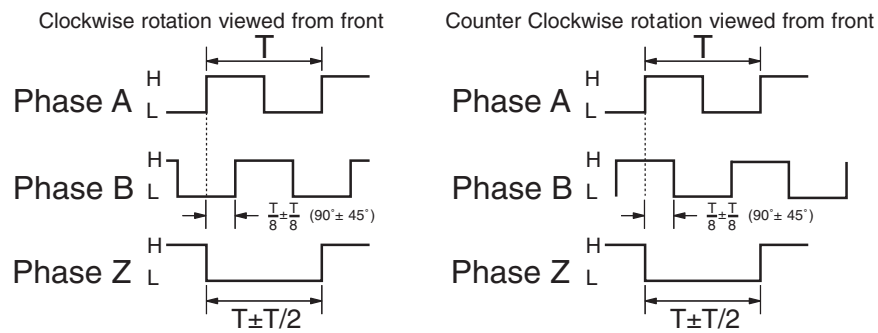 Clockwise rotation viewed from front
T
H
Phase A
L
H
Phase B
L
T/8±T/8 (90°± 45°)
H
Phase Z
L
T±T/2
Counter Clockwise rotation viewed from front
T
H
Phase A
L
H
Phase B
L
T/8±T/8 (90°± 45°)
H
Phase Z
L
T±T/2